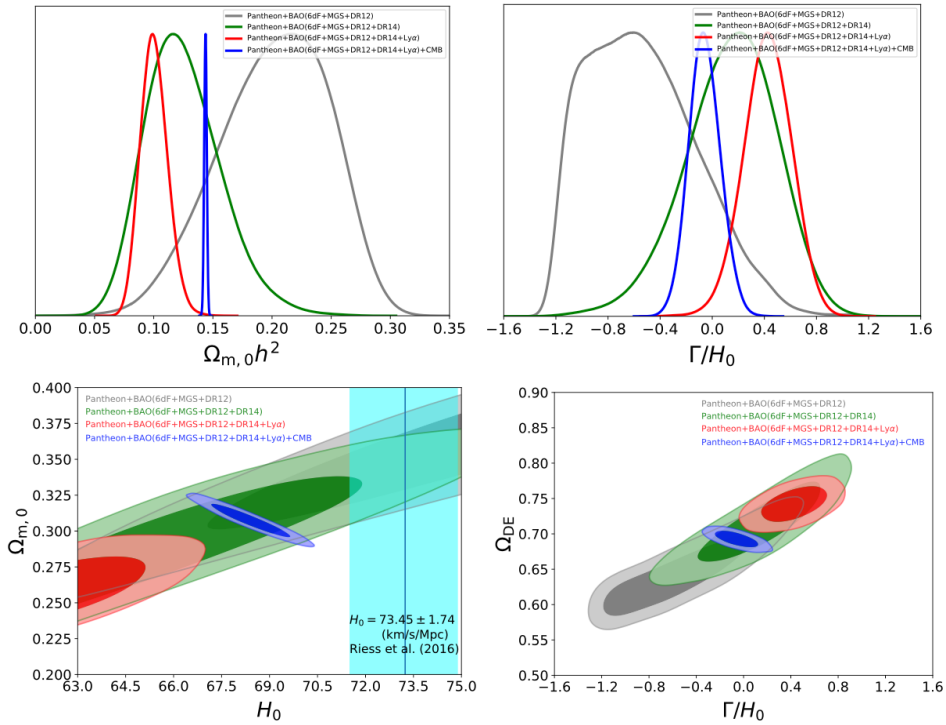 Pantheon+BAO(6dF+MGS+DR12)
Pantheon+BAO(6dF+MGS+DR12+DR14)
Pantheon+BAO(6dF+MGS+DR12+DR14+Lyα)
Pantheon+BAO(6dF+MGS+DR12+DR14+Lyα)+CMB
0.00 0.05 0.10 0.15 0.20 0.25 0.30 0.35
Ωm, 0h²
Pantheon+BAO(6dF+MGS+DR12)
Pantheon+BAO(6dF+MGS+DR12+DR14)
Pantheon+BAO(6dF+MGS+DR12+DR14+Lyα)
Pantheon+BAO(6dF+MGS+DR12+DR14+Lyα)+CMB
−1.6 −1.2 −0.8 −0.4 0.0 0.4 0.8 1.2 1.6
Γ/H0
Pantheon+BAO(6dF+MGS+DR12)
Pantheon+BAO(6dF+MGS+DR12+DR14)
Pantheon+BAO(6dF+MGS+DR12+DR14+Lyα)
Pantheon+BAO(6dF+MGS+DR12+DR14+Lyα)+CMB
0.400
0.375
0.350
0.325
0.300
0.275
0.250
0.225
0.200
Ωm, 0
H0 = 73.45 ± 1.74
(km/s/Mpc)
Riess et al. (2016)
63.0 64.5 66.0 67.5 69.0 70.5 72.0 73.5 75.0
H0
Pantheon+BAO(6dF+MGS+DR12)
Pantheon+BAO(6dF+MGS+DR12+DR14)
Pantheon+BAO(6dF+MGS+DR12+DR14+Lyα)
Pantheon+BAO(6dF+MGS+DR12+DR14+Lyα)+CMB
0.90
0.85
0.80
0.75
0.70
0.65
0.60
0.55
0.50
ΩDE
−1.6 −1.2 −0.8 −0.4 0.0 0.4 0.8 1.2 1.6
Γ/H0